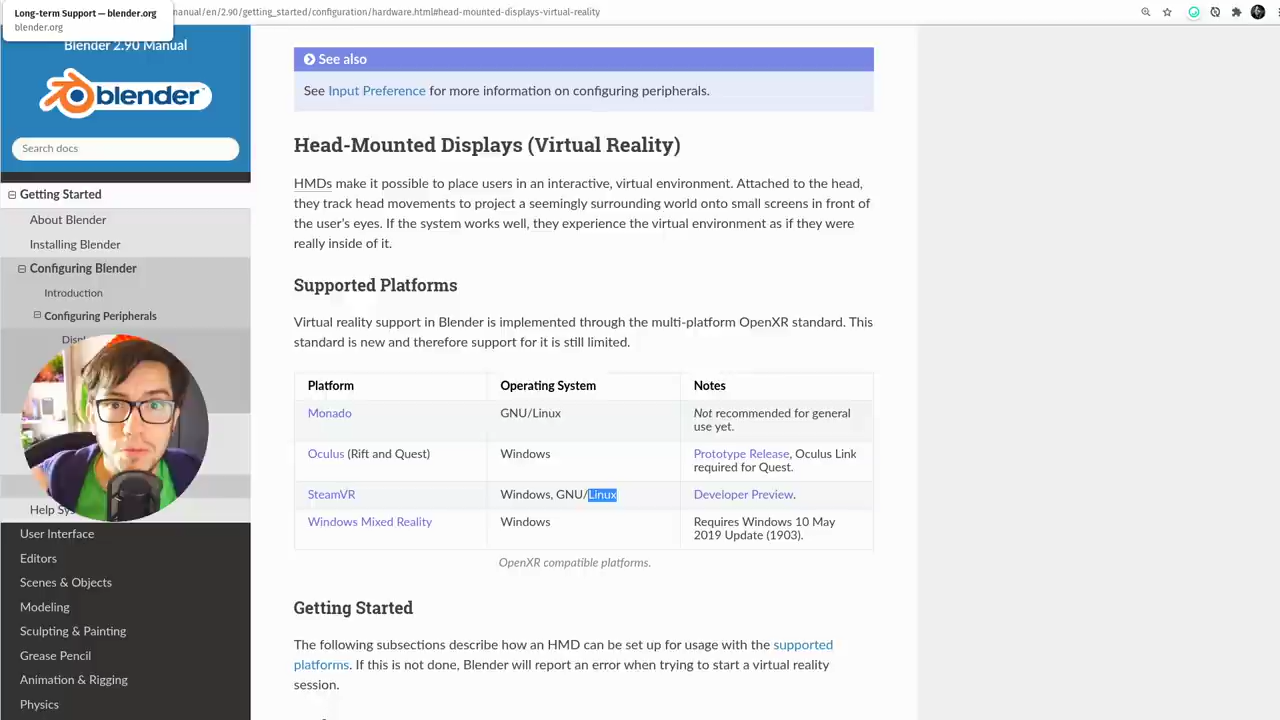 Long-term Support — blender.org
blender.org
manual/en/2.90/getting_started/configuration/hardware.html#head-mounted-displays-virtual-reality
Blender 2.90 Manual
blender
Search docs
Getting Started
About Blender
Installing Blender
Configuring Blender
Introduction
Configuring Peripherals
Help
User Interface
Editors
Scenes & Objects
Modeling
Sculpting & Painting
Grease Pencil
Animation & Rigging
Physics
See also
See Input Preference for more information on configuring peripherals.
Head-Mounted Displays (Virtual Reality)
HMDs make it possible to place users in an interactive, virtual environment. Attached to the head,
they track head movements to project a seemingly surrounding world onto small screens in front of
the user's eyes. If the system works well, they experience the virtual environment as if they were
really inside of it.
Supported Platforms
Virtual reality support in Blender is implemented through the multi-platform OpenXR standard. This
standard is new and therefore support for it is still limited.
Platform Operating System Notes
Monado GNU/Linux Not recommended for general
use yet.
Oculus (Rift and Quest) Windows Prototype Release, Oculus Link
required for Quest.
SteamVR Windows, GNU/Linux Developer Preview.
Windows Mixed Reality Windows Requires Windows 10 May
2019 Update (1903).
OpenXR compatible platforms.
Getting Started
The following subsections describe how an HMD can be set up for usage with the supported
platforms. If this is not done, Blender will report an error when trying to start a virtual reality
session.